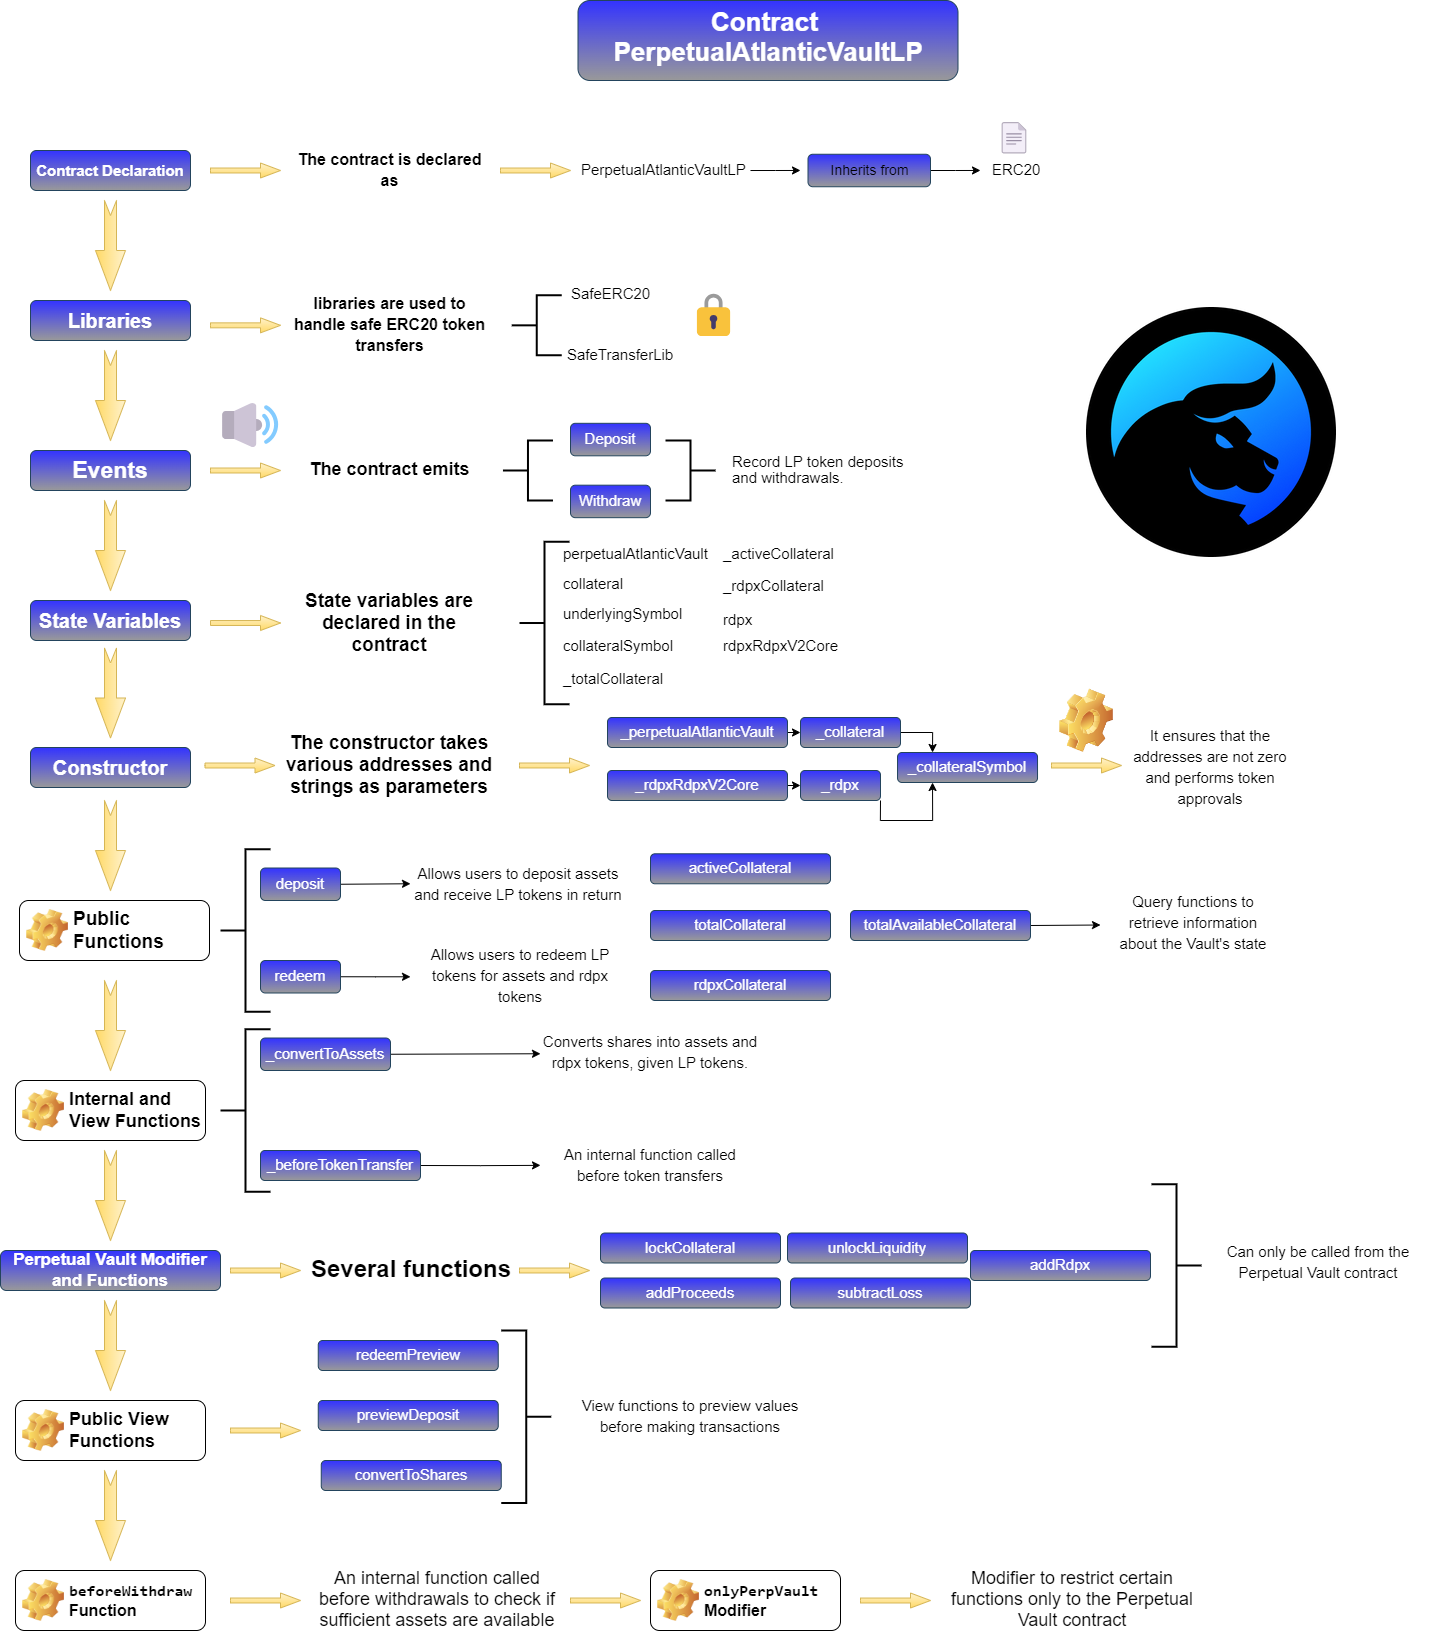 Contract
PerpetualAtlanticVaultLP
Contract Declaration
The contract is declared
as
PerpetualAtlanticVaultLP
Inherits from
ERC20
Libraries
libraries are used to
handle safe ERC20 token
transfers
SafeERC20
SafeTransferLib
Events
The contract emits
Deposit
Withdraw
Record LP token deposits
and withdrawals.
State Variables
State variables are
declared in the
contract
perpetualAtlanticVault
_activeCollateral
collateral
_rdpxCollateral
underlyingSymbol
rdpx
collateralSymbol
rdpxRdpxV2Core
_totalCollateral
Constructor
The constructor takes
various addresses and
strings as parameters
_perpetualAtlanticVault
_collateral
_rdpxRdpxV2Core
_rdpx
_collateralSymbol
It ensures that the
addresses are not zero
and performs token
approvals
Public
Functions
deposit
Allows users to deposit assets
and receive LP tokens in return
redeem
Allows users to redeem LP
tokens for assets and rdpx
tokens
activeCollateral
totalCollateral
totalAvailableCollateral
rdpxCollateral
Query functions to
retrieve information
about the Vault's state
Internal and
View Functions
_convertToAssets
Converts shares into assets and
rdpx tokens, given LP tokens.
_beforeTokenTransfer
An internal function called
before token transfers
Perpetual Vault Modifier
and Functions
Several functions
lockCollateral
unlockLiquidity
addRdpx
addProceeds
subtractLoss
Can only be called from the
Perpetual Vault contract
Public View
Functions
redeemPreview
previewDeposit
convertToShares
View functions to preview values
before making transactions
beforeWithdraw
Function
An internal function called
before withdrawals to check if
sufficient assets are available
onlyPerpVault
Modifier
Modifier to restrict certain
functions only to the Perpetual
Vault contract